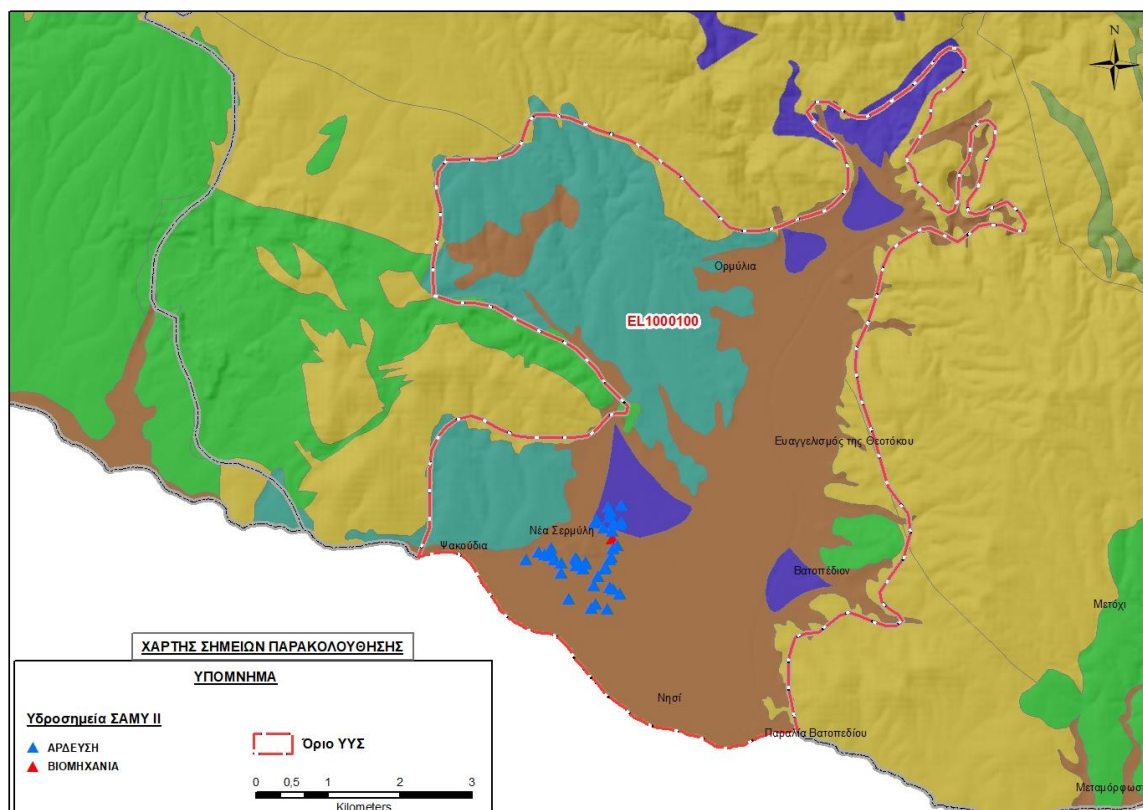 N
Ορμύλια
EL1000100
Ευαγγελισμός της Θεοτόκου
Νέα Σερμύλη
Ψακούδια
Βατοπέδιον
Μετόχι
Νησί
Παραλία Βατοπεδίου
Μεταμόρφωσ
ΧΑΡΤΗΣ ΣΗΜΕΙΩΝ ΠΑΡΑΚΟΛΟΥΘΗΣΗΣ
ΥΠΟΜΝΗΜΑ
Υδροσημεία ΣΑΜΥ ΙΙ
ΑΡΔΕΥΣΗ
ΒΙΟΜΗΧΑΝΙΑ
Όριο ΥΥΣ
0 0,5 1 2 3
Kilometers